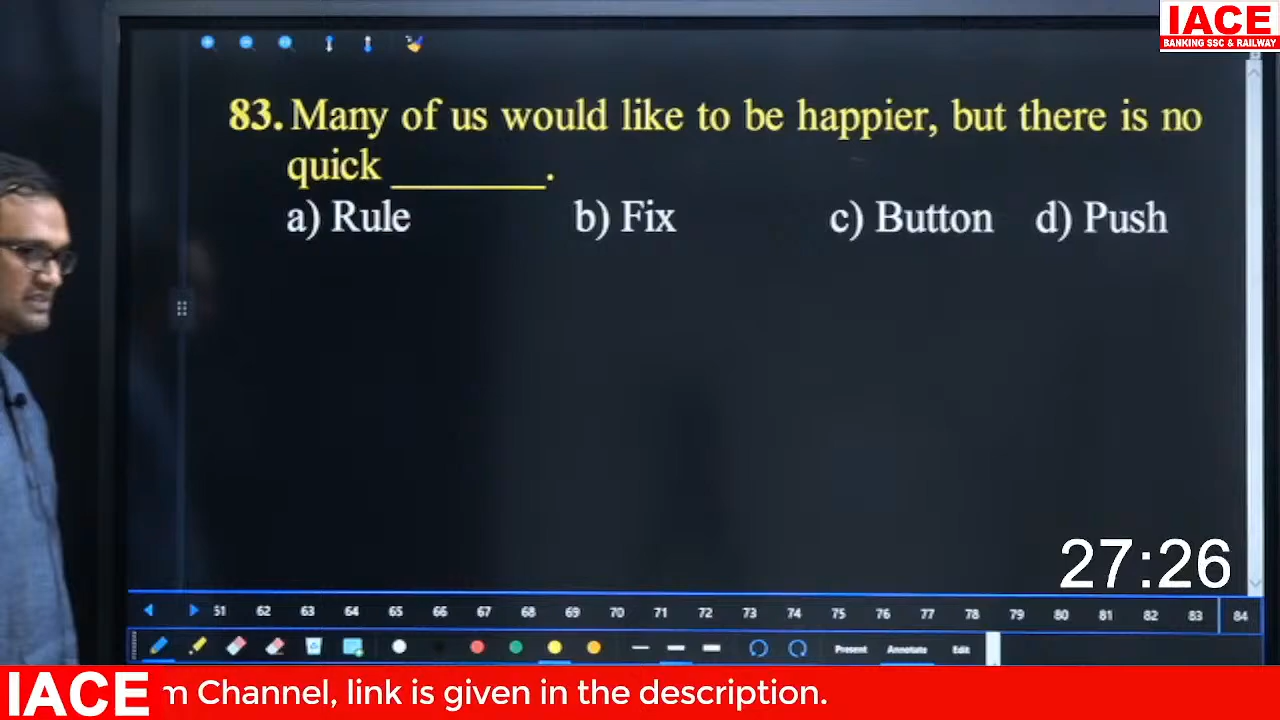 IACE
BANKING SSC & RAILWAY
83. Many of us would like to be happier, but there is no
quick ________.
a) Rule b) Fix c) Button d) Push
27:26
51 62 63 64 65 66 67 68 69 70 71 72 73 74 75 76 77 78 79 80 81 82 83 84
Present Annotate Edit
IACE m Channel, link is given in the description.